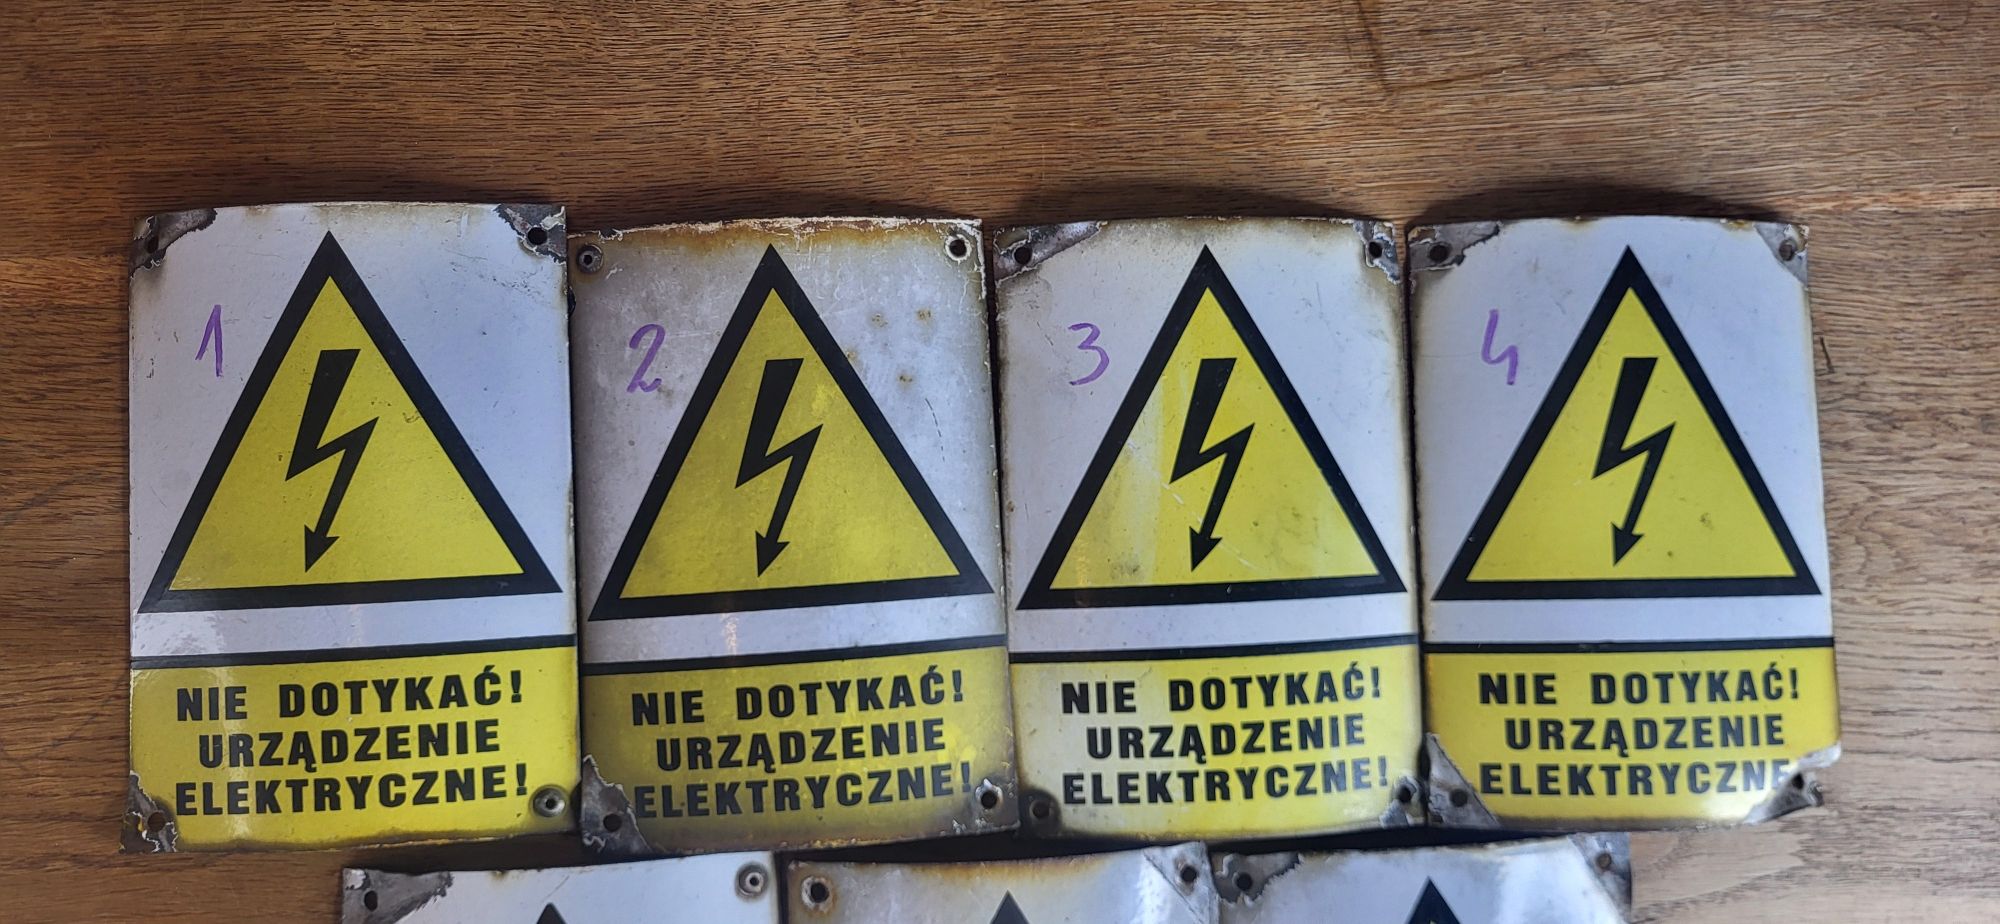 1
NIE DOTYKAĆ!
URZĄDZENIE
ELEKTRYCZNE!
2
NIE DOTYKAĆ!
URZĄDZENIE
ELEKTRYCZNE!
3
NIE DOTYKAĆ!
URZĄDZENIE
ELEKTRYCZNE!
4
NIE DOTYKAĆ!
URZĄDZENIE
ELEKTRYCZNE